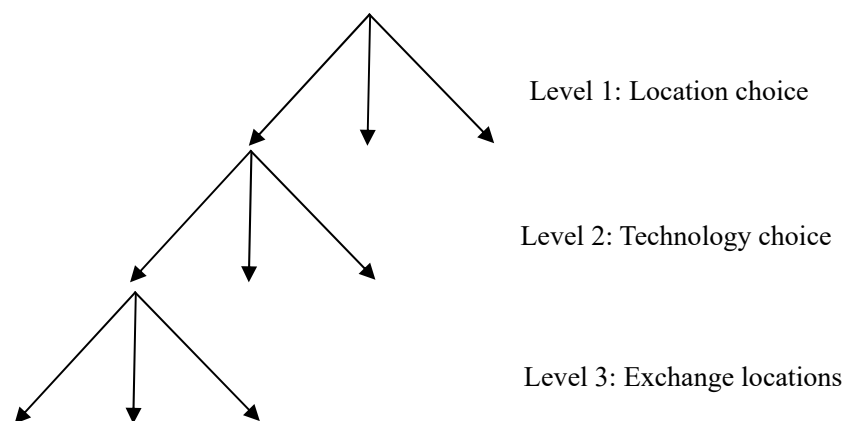 Level 1: Location choice
Level 2: Technology choice
Level 3: Exchange locations